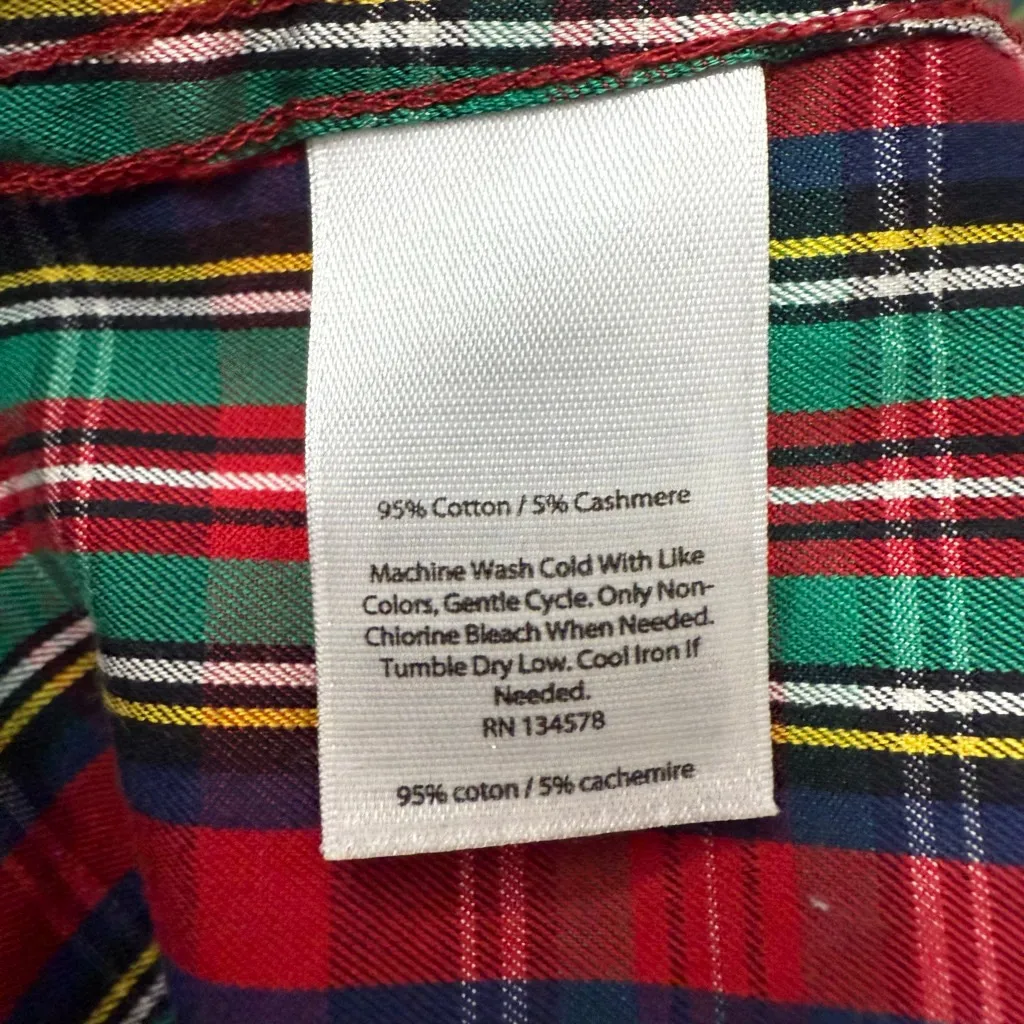 95% Cotton / 5% Cashmere
Machine Wash Cold With Like
Colors, Gentle Cycle. Only Non-
Chlorine Bleach When Needed.
Tumble Dry Low. Cool Iron If
Needed.
RN 134578
95% coton / 5% cachemire